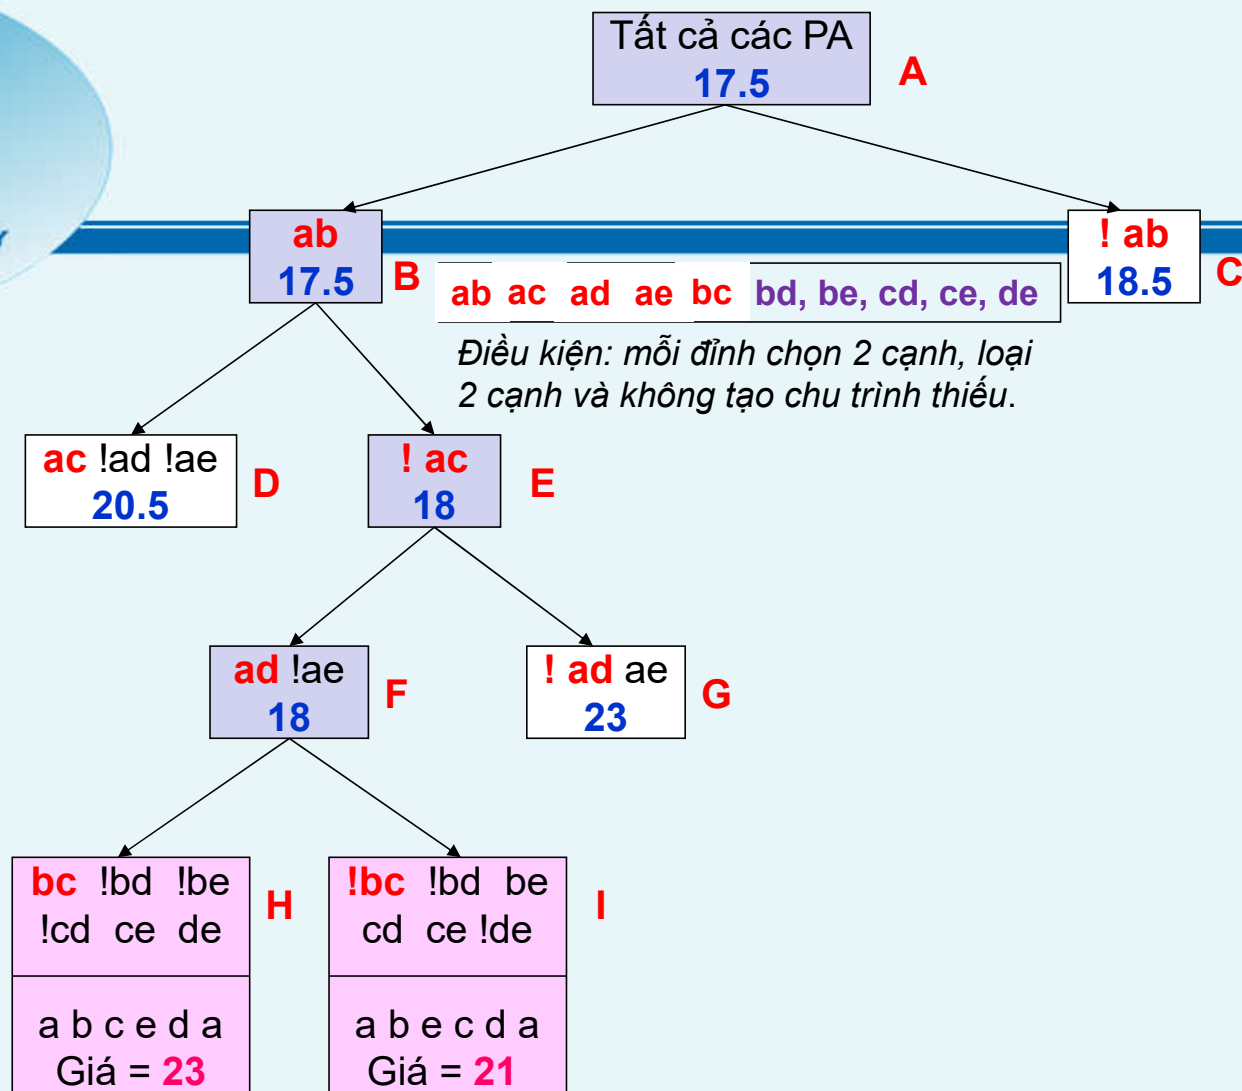 Tất cả các PA
17.5
A
ab
17.5
B
! ab
18.5
C
ab ac ad ae bc bd, be, cd, ce, de
Điều kiện: mỗi đỉnh chọn 2 cạnh, loại
2 cạnh và không tạo chu trình thiếu.
ac !ad !ae
20.5
D
! ac
18
E
ad !ae
18
F
! ad ae
23
G
bc !bd !be
!cd ce de
H
a b c e d a
Giá = 23
!bc !bd be
cd ce !de
I
a b e c d a
Giá = 21